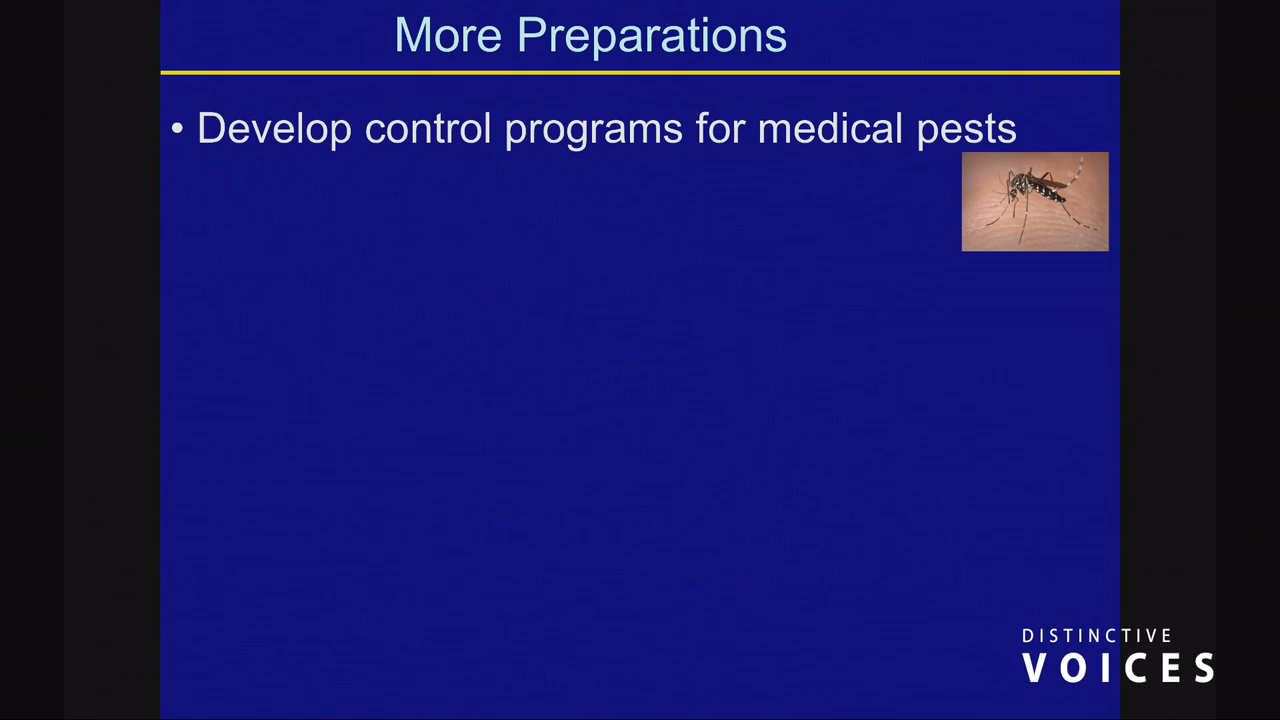 More Preparations
• Develop control programs for medical pests
DISTINCTIVE
VOICES